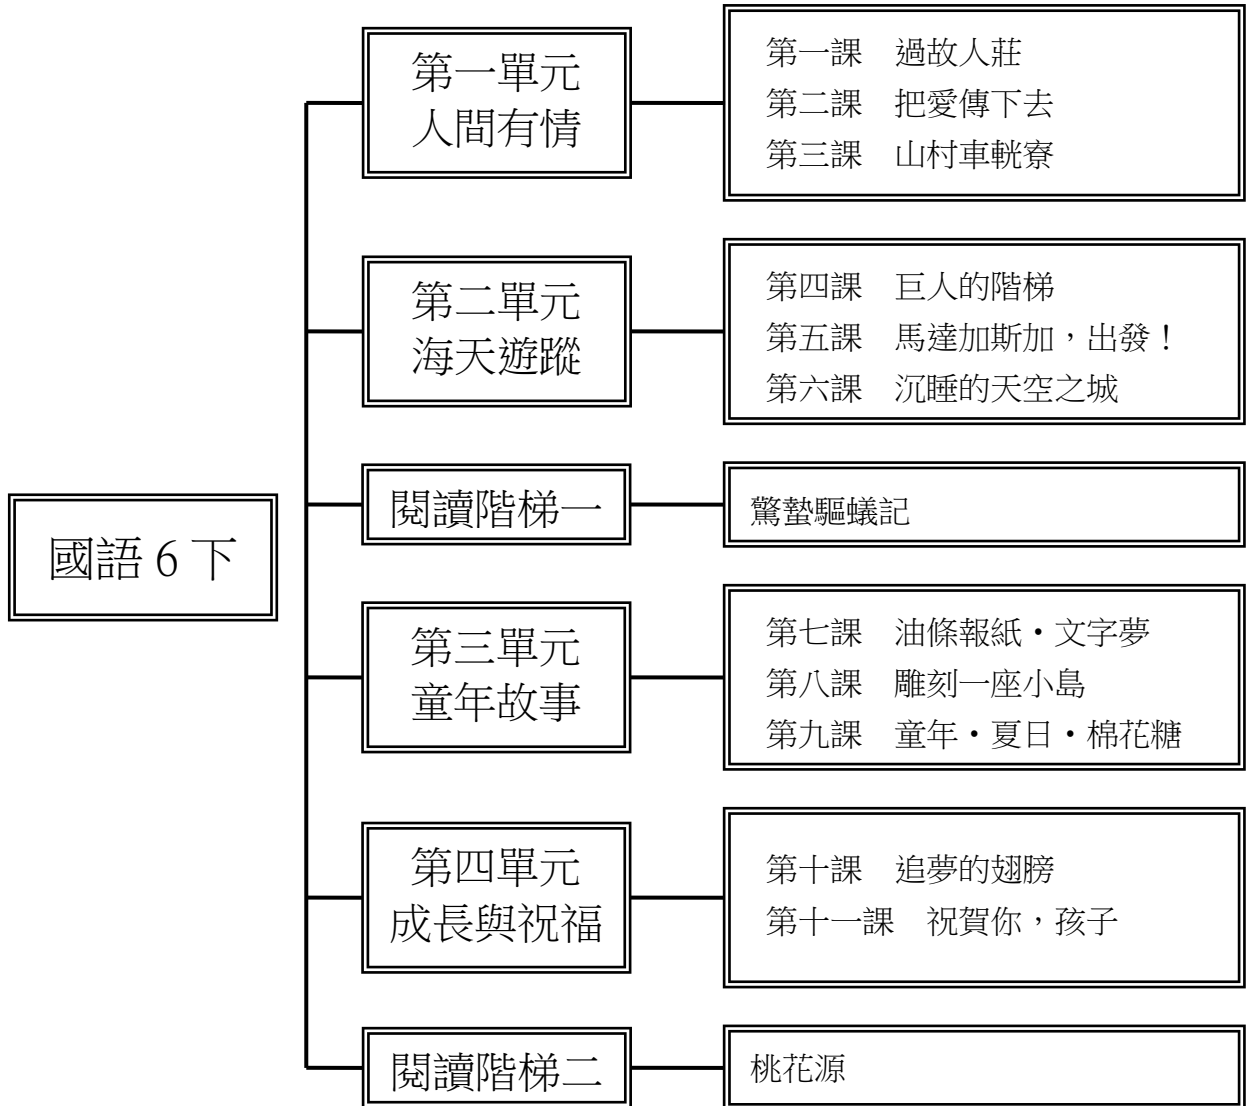 國語6下
第一單元
人間有情
第一課　過故人莊
第二課　把愛傳下去
第三課　山村車輄寮
第二單元
海天遊蹤
第四課　巨人的階梯
第五課　馬達加斯加，出發！
第六課　沉睡的天空之城
閱讀階梯一
驚蟄驅蟻記
第三單元
童年故事
第七課　油條報紙・文字夢
第八課　雕刻一座小島
第九課　童年・夏日・棉花糖
第四單元
成長與祝福
第十課　追夢的翅膀
第十一課　祝賀你，孩子
閱讀階梯二
桃花源